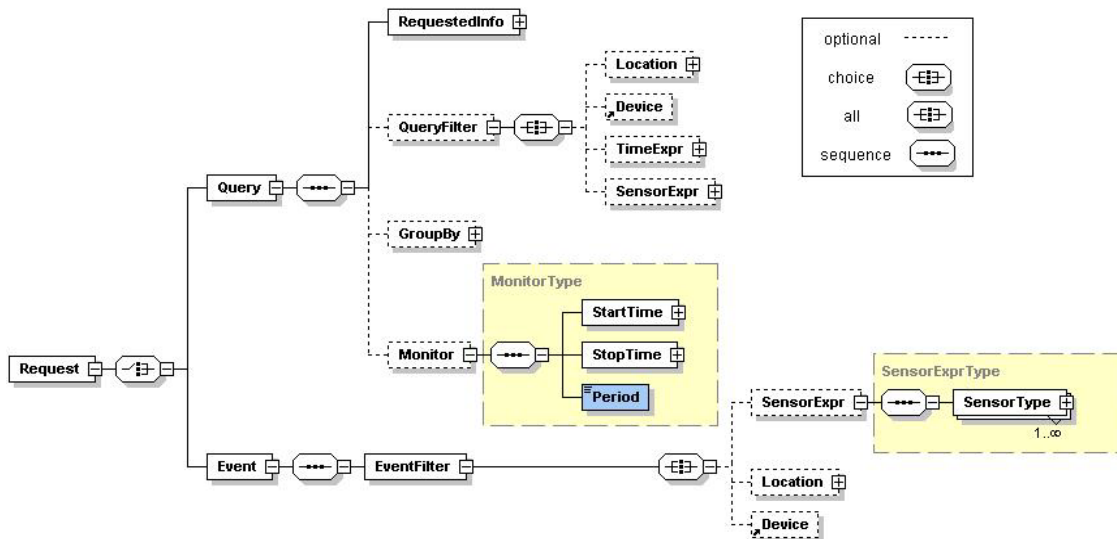 RequestedInfo
optional
Location
choice
Device
QueryFilter
all
TimeExpr
sequence
Query
SensorExpr
GroupBy
MonitorType
StartTime
Monitor
StopTime
Request
SensorExprType
Period
SensorExpr
SensorType
1..∞
Event
EventFilter
Location
Device